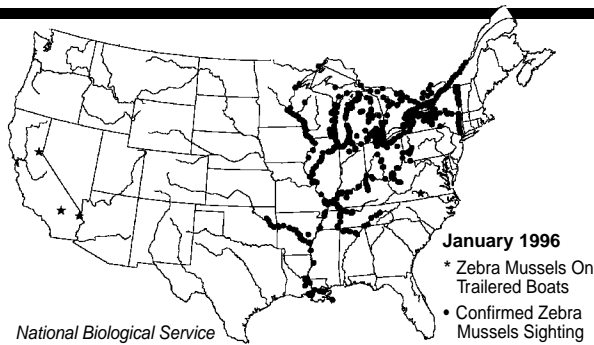 January 1996
* Zebra Mussels On
Trailered Boats
• Confirmed Zebra
Mussels Sighting
National Biological Service